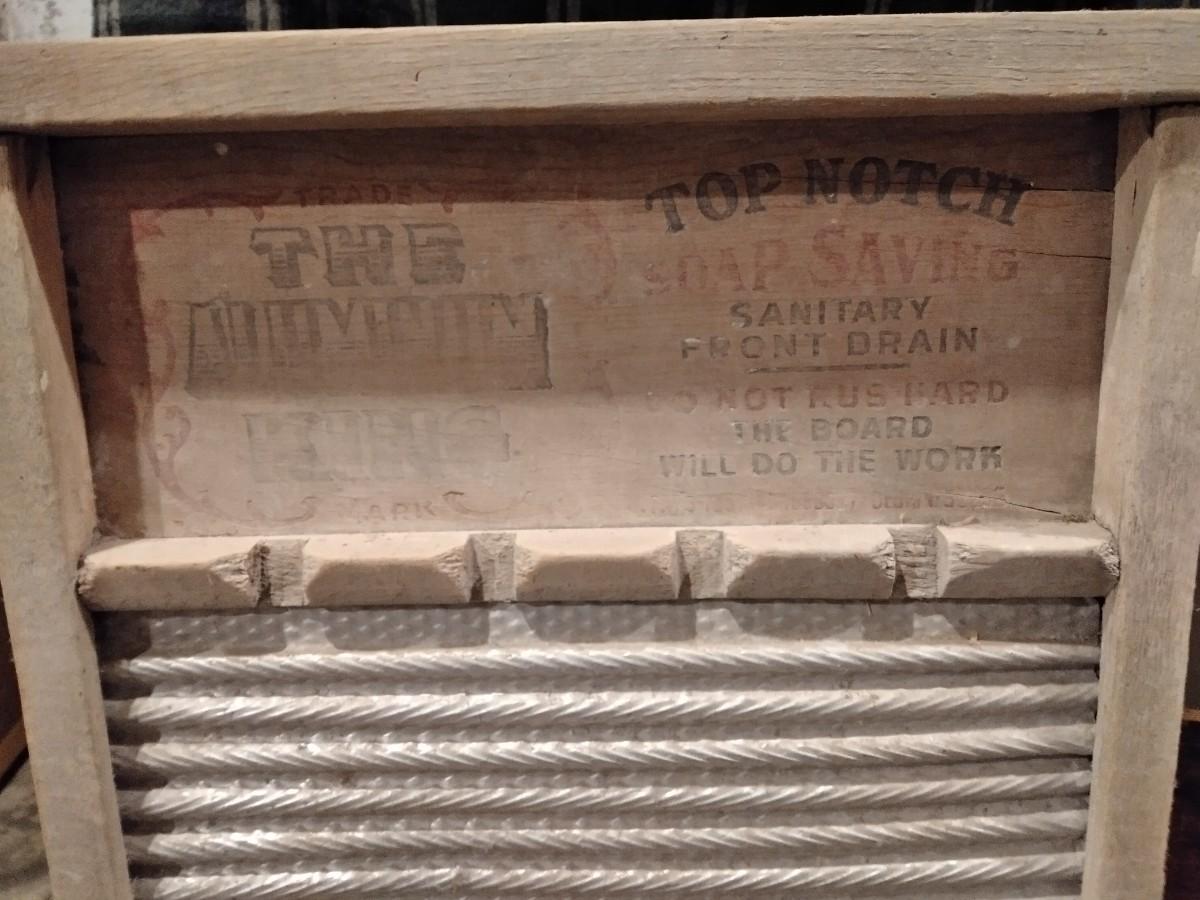 TRADE
THE
KING
MARK
TOP NOTCH
SOAP SAVING
SANITARY
FRONT DRAIN
DO NOT RUB HARD
THE BOARD
WILL DO THE WORK